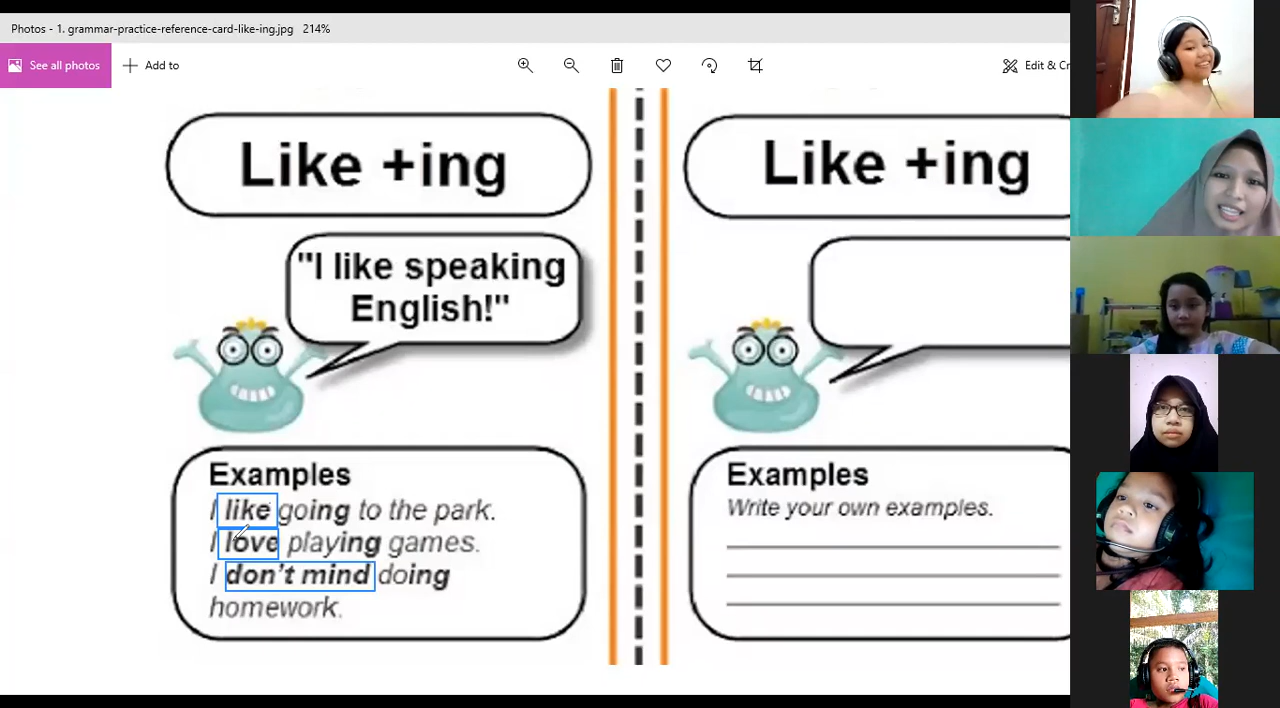 Photos - 1. grammar-practice-reference-card-like-ing.jpg 214%
See all photos
Add to
Edit & Cr
Like +ing
"I like speaking
English!"
Examples
I like going to the park.
I love playing games.
I don't mind doing
homework.
Like +ing
Examples
Write your own examples.